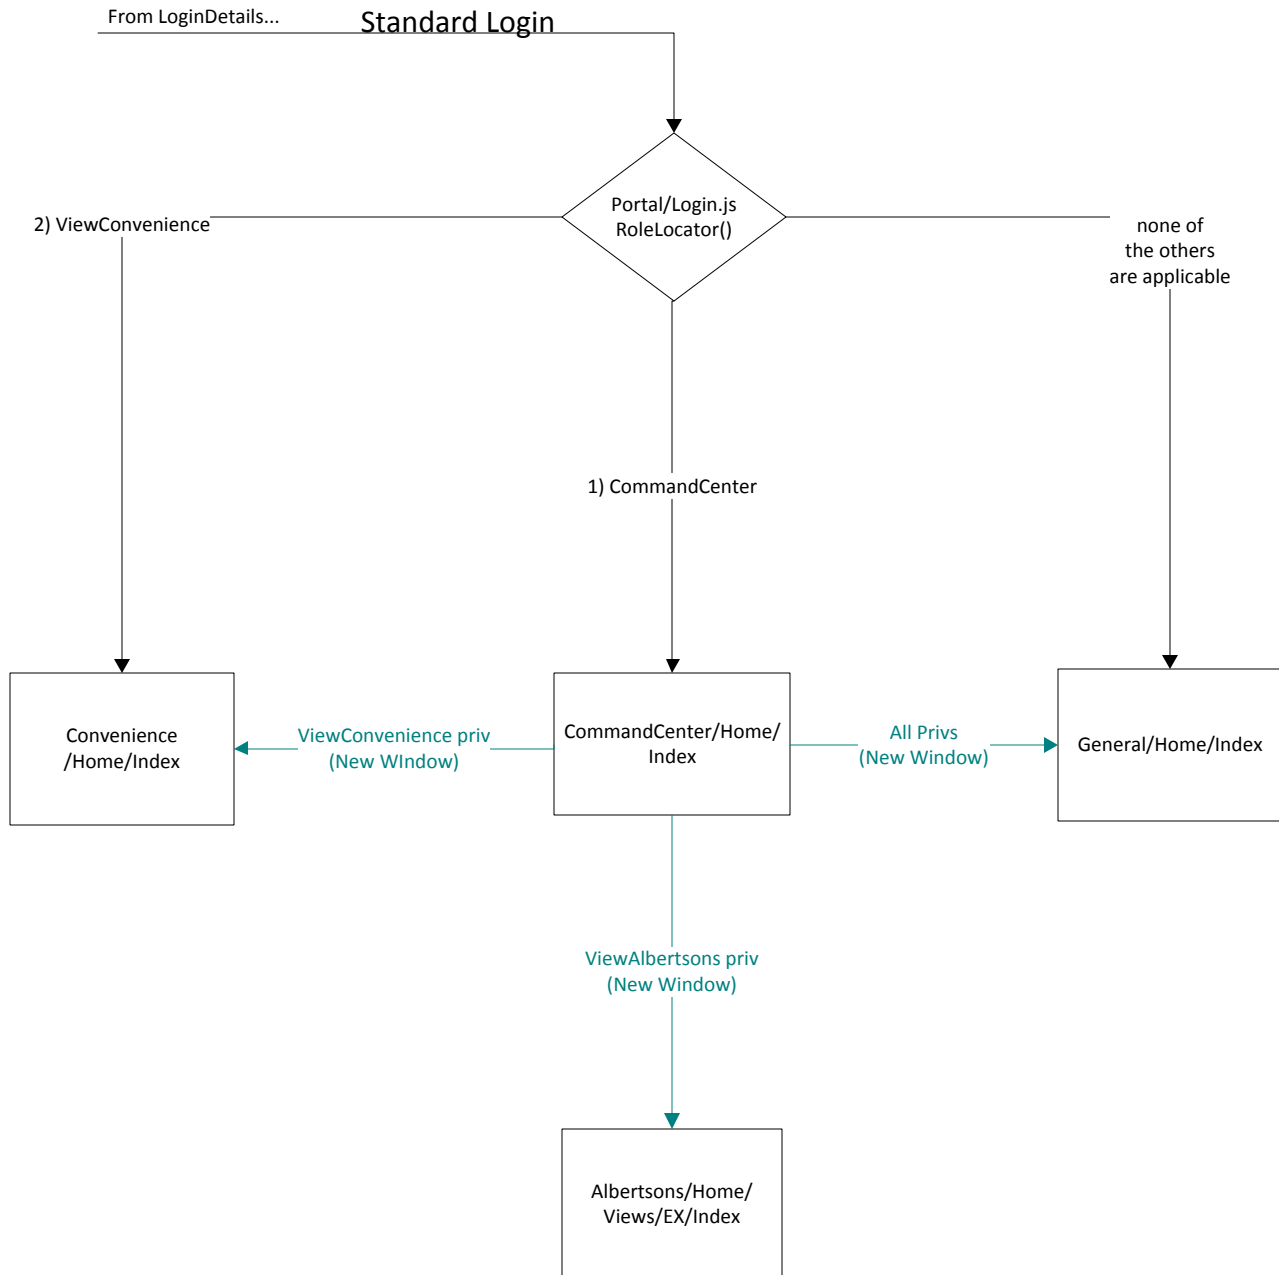 From LoginDetails...
Standard Login
Portal/Login.js
RoleLocator()
2) ViewConvenience
none of
the others
are applicable
1) CommandCenter
Convenience
/Home/Index
ViewConvenience priv
(New WIndow)
CommandCenter/Home/
Index
All Privs
(New Window)
General/Home/Index
ViewAlbertsons priv
(New Window)
Albertsons/Home/
Views/EX/Index